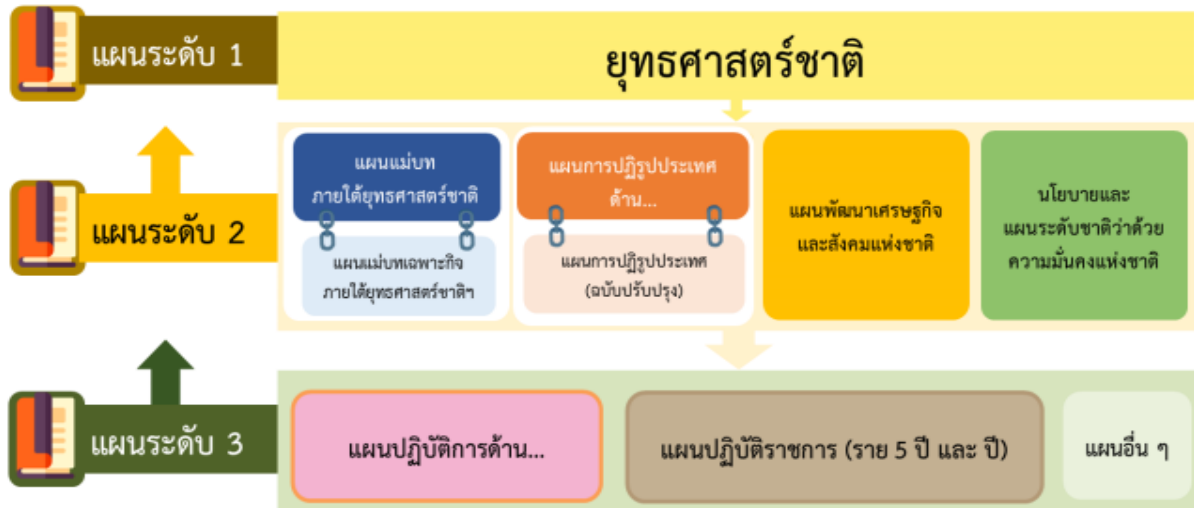 แผนระดับ 1
ยุทธศาสตร์ชาติ
แผนระดับ 2
แผนแม่บท
ภายใต้ยุทธศาสตร์ชาติ
แผนแม่บทเฉพาะกิจ
ภายใต้ยุทธศาสตร์ชาติฯ
แผนการปฏิรูปประเทศ
ด้าน...
แผนการปฏิรูปประเทศ
(ฉบับปรับปรุง)
แผนพัฒนาเศรษฐกิจ
และสังคมแห่งชาติ
นโยบายและ
แผนระดับชาติว่าด้วย
ความมั่นคงแห่งชาติ
แผนระดับ 3
แผนปฏิบัติการด้าน...
แผนปฏิบัติราชการ (ราย 5 ปี และ ปี)
แผนอื่น ๆ